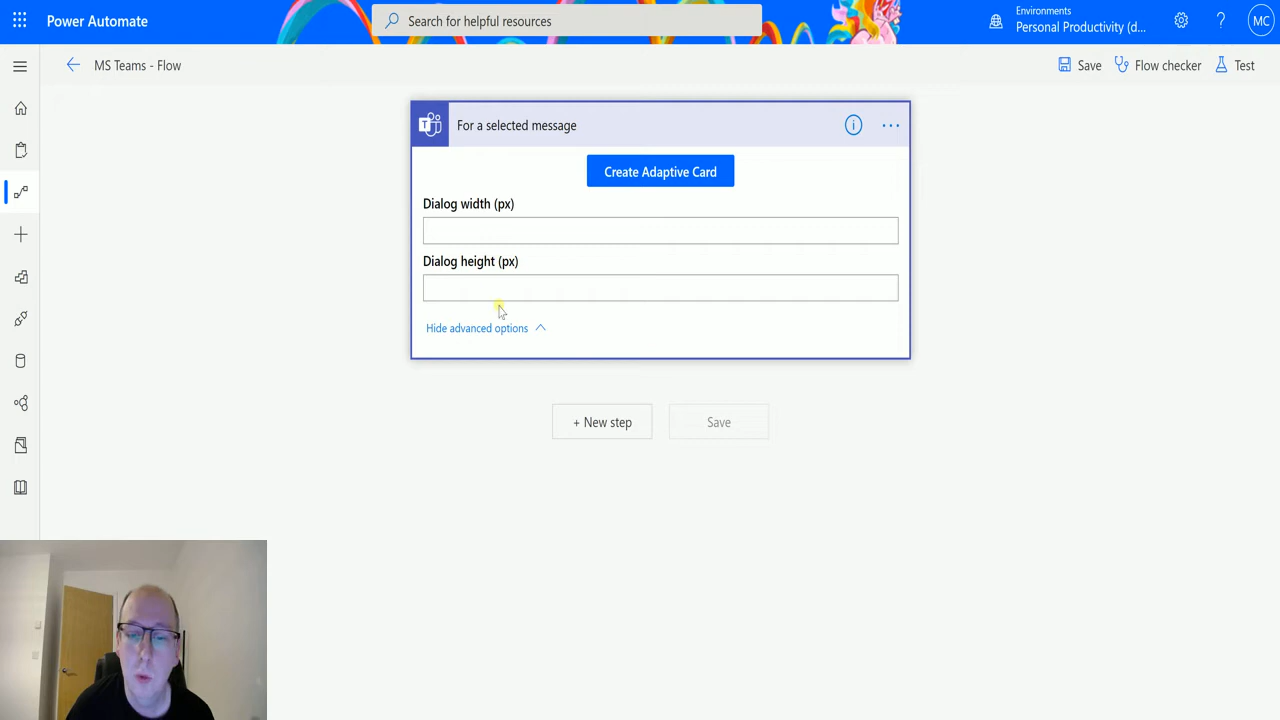 Power Automate
Search for helpful resources
Environments
Personal Productivity (d...
?
MC
MS Teams - Flow
Save
Flow checker
Test
T
For a selected message
i
...
Create Adaptive Card
Dialog width (px)
Dialog height (px)
Hide advanced options
+ New step
Save